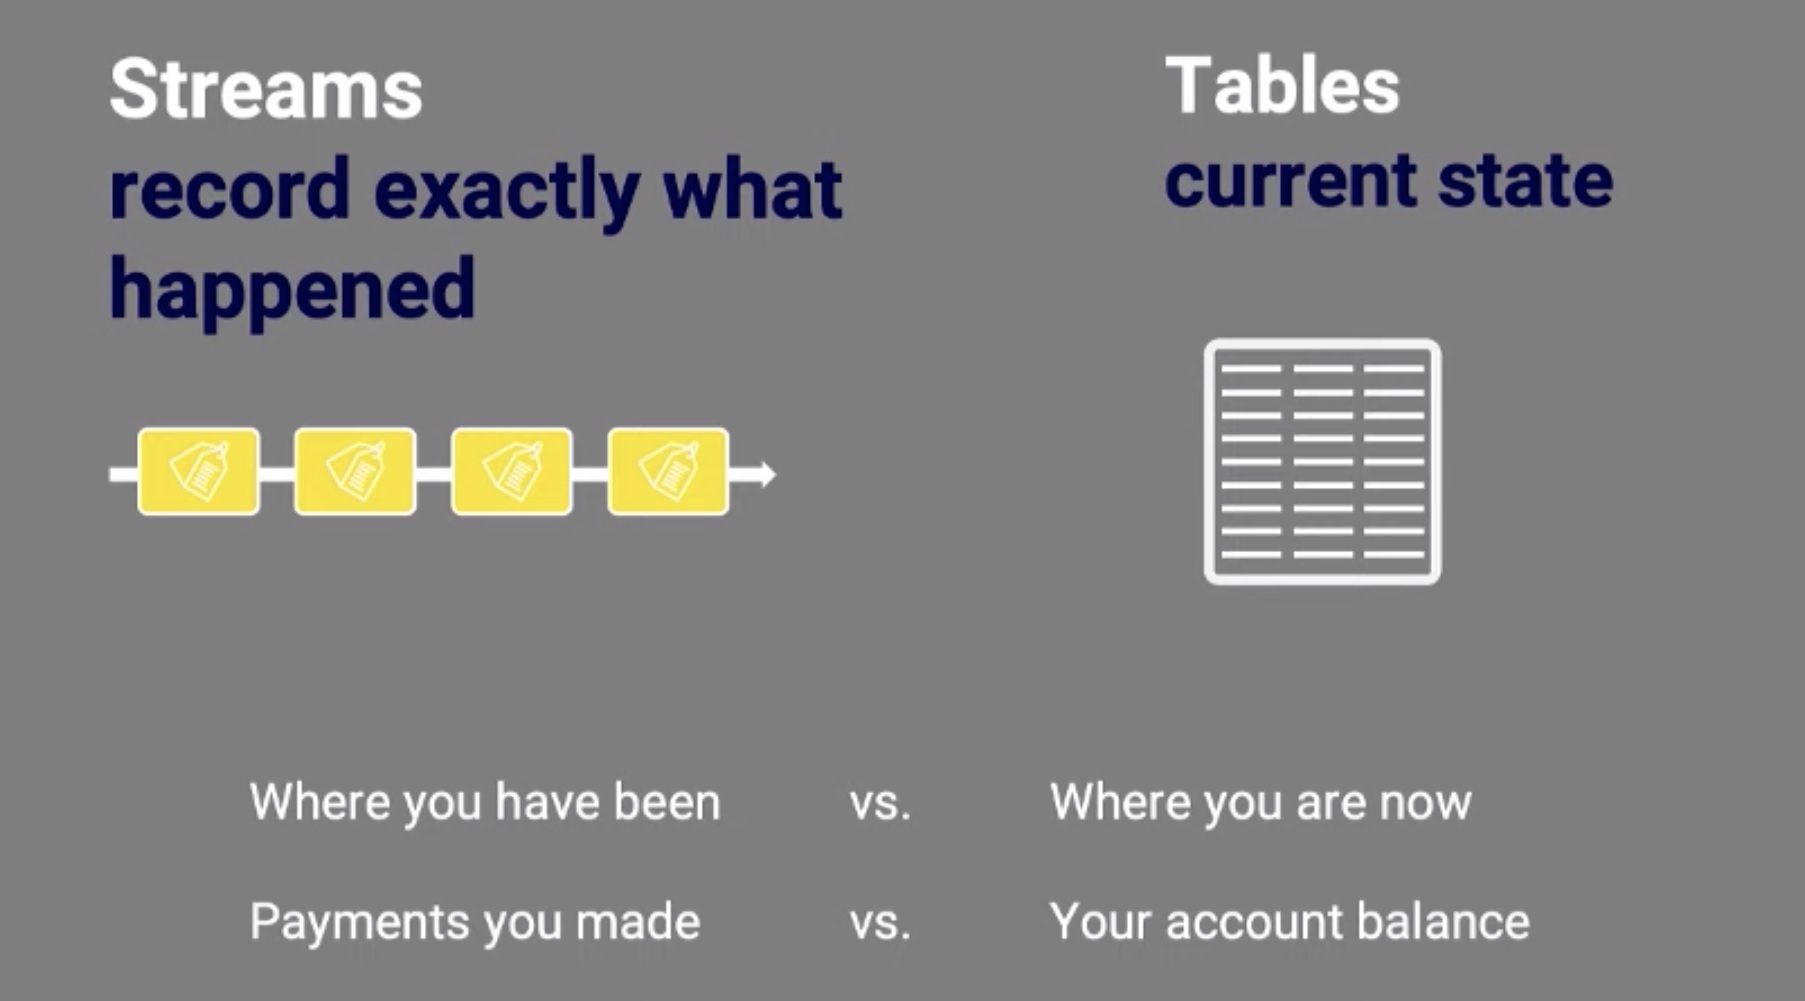 Streams
record exactly what
happened
Tables
current state
Where you have been vs. Where you are now
Payments you made vs. Your account balance